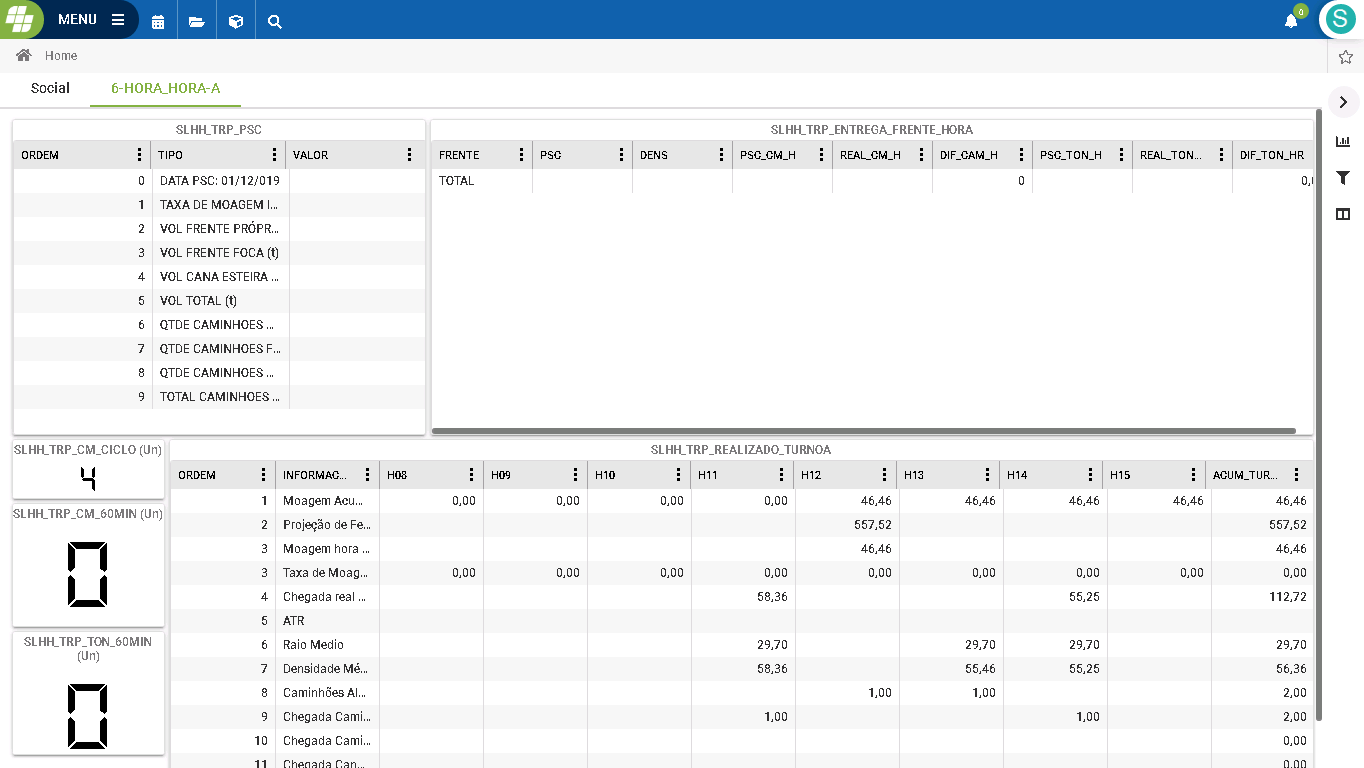 MENU
0
S
Home
Social 6-HORA_HORA-A
SLHH_TRP_PSC
ORDEM TIPO VALOR
0 DATA PSC: 01/12/019
1 TAXA DE MOAGEM I...
2 VOL FRENTE PRÓPR...
3 VOL FRENTE FOCA (t)
4 VOL CANA ESTEIRA ...
5 VOL TOTAL (t)
6 QTDE CAMINHOES ...
7 QTDE CAMINHOES F...
8 QTDE CAMINHOES ...
9 TOTAL CAMINHOES ...
SLHH_TRP_ENTREGA_FRENTE_HORA
FRENTE PSC DENS PSC_CM_H REAL_CM_H DIF_CAM_H PSC_TON_H REAL_TON... DIF_TON_HR
TOTAL 0 0,0
SLHH_TRP_CM_CICLO (Un)
4
SLHH_TRP_CM_60MIN (Un)
0
SLHH_TRP_TON_60MIN
(Un)
0
SLHH_TRP_REALIZADO_TURNOA
ORDEM INFORMAC... H08 H09 H10 H11 H12 H13 H14 H15 ACUM_TUR...
1 Moagem Acu... 0,00 0,00 0,00 0,00 46,46 46,46 46,46 46,46 46,46
2 Projeção de Fe... 557,52 557,52
3 Moagem hora ... 46,46 46,46
3 Taxa de Moag... 0,00 0,00 0,00 0,00 0,00 0,00 0,00 0,00 0,00
4 Chegada real ... 58,36 55,25 112,72
5 ATR
6 Raio Medio 29,70 29,70 29,70 29,70
7 Densidade Mé... 58,36 55,46 55,25 56,36
8 Caminhões Al... 1,00 1,00 2,00
9 Chegada Cami... 1,00 1,00 2,00
10 Chegada Cami... 0,00
11 Chegada Can... 0,00